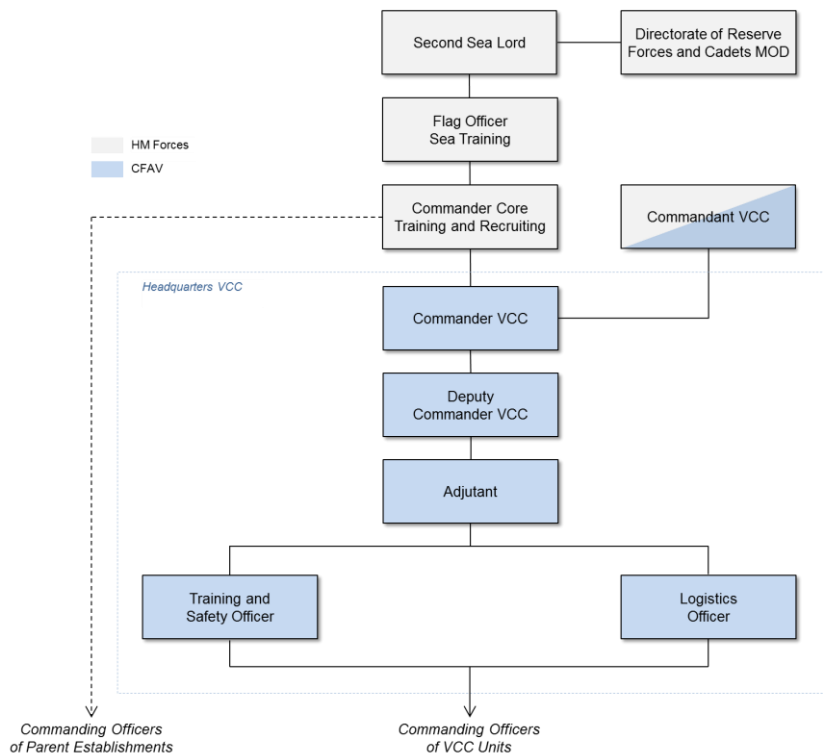 Second Sea Lord
Directorate of Reserve
Forces and Cadets MOD
Flag Officer
Sea Training
HM Forces
CFAV
Commander Core
Training and Recruiting
Commandant VCC
Headquarters VCC
Commander VCC
Deputy
Commander VCC
Adjutant
Training and
Safety Officer
Logistics
Officer
Commanding Officers
of Parent Establishments
Commanding Officers
of VCC Units